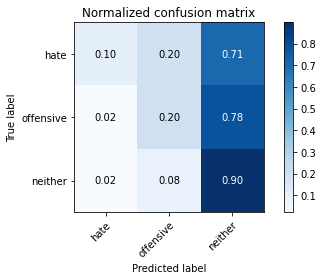 Normalized confusion matrix
True label
hate 0.10 0.20 0.71
offensive 0.02 0.20 0.78
neither 0.02 0.08 0.90
hate offensive neither
Predicted label
0.8
0.7
0.6
0.5
0.4
0.3
0.2
0.1